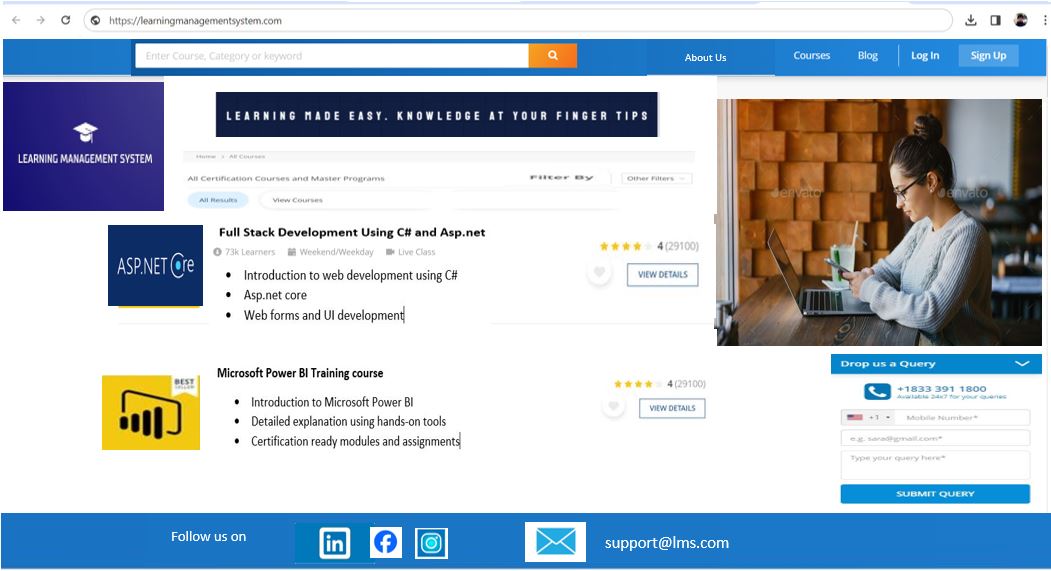 https://learningmanagementsystem.com
Enter Course, Category or keyword
About Us
Courses
Blog
Log In
Sign Up
LEARNING MANAGEMENT SYSTEM
LEARNING MADE EASY. KNOWLEDGE AT YOUR FINGER TIPS
Home > All Courses
All Certification Courses and Master Programs
Filter By
Other Filters
All Results
View Courses
envato
envato
ASP.NET Core
Full Stack Development Using C# and Asp.net
73k Learners Weekend/Weekday Live Class
• Introduction to web development using C#
• Asp.net core
• Web forms and UI development
4 (29100)
VIEW DETAILS
BEST SELLER
Microsoft Power BI Training course
• Introduction to Microsoft Power BI
• Detailed explanation using hands-on tools
• Certification ready modules and assignments
4 (29100)
VIEW DETAILS
Drop us a Query
+1833 391 1800
Available 24x7 for your queries
+1 Mobile Number*
e.g. sara@gmail.com*
Type your query here*
SUBMIT QUERY
Follow us on
in
f
support@lms.com